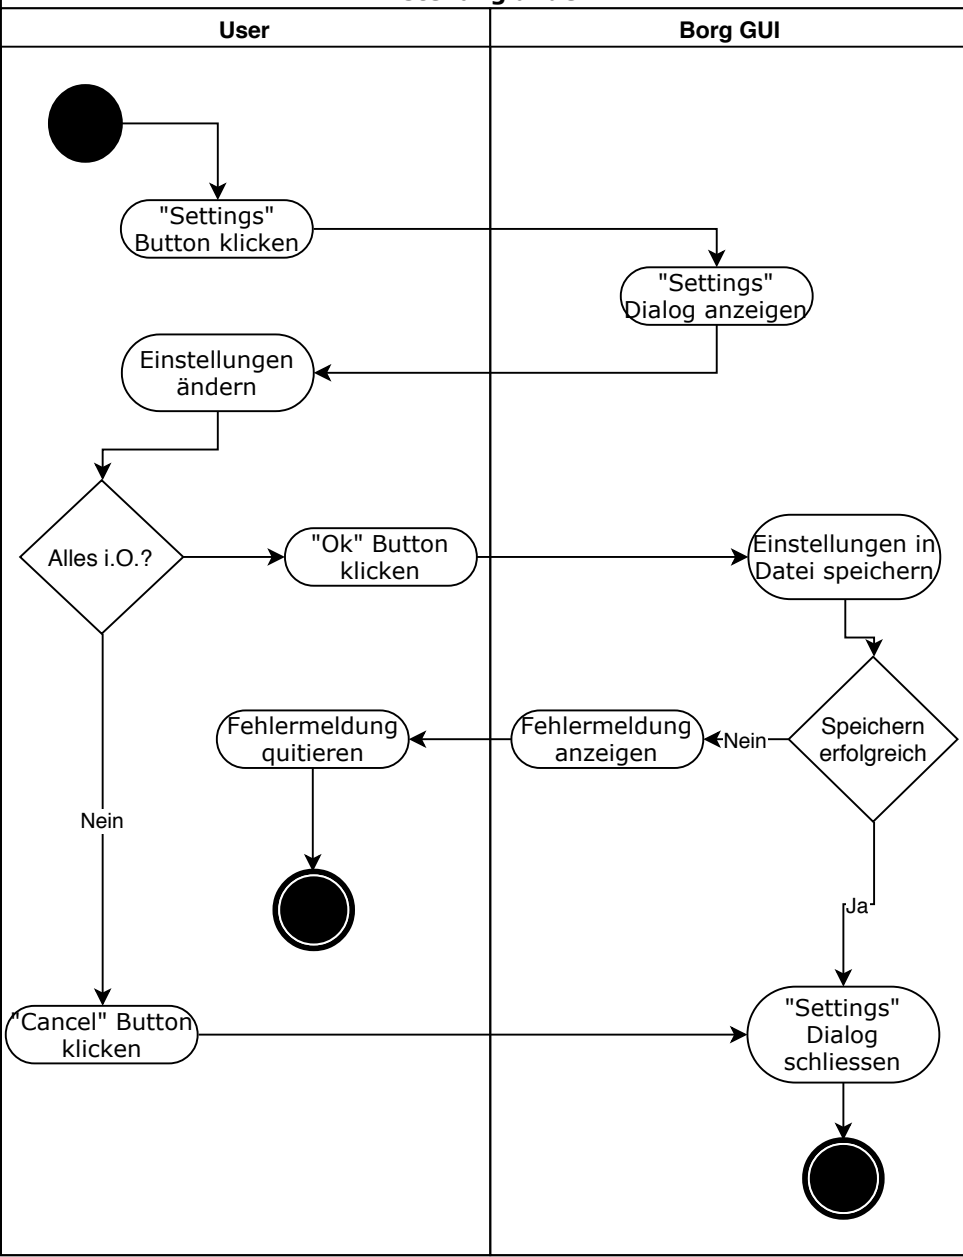 User
Borg GUI
"Settings"
Button klicken
"Settings"
Dialog anzeigen
Einstellungen
ändern
Alles i.O.?
"Ok" Button
klicken
Einstellungen in
Datei speichern
Fehlermeldung
quitieren
Fehlermeldung
anzeigen
Nein
Speichern
erfolgreich
Nein
Ja
"Cancel" Button
klicken
"Settings"
Dialog
schliessen